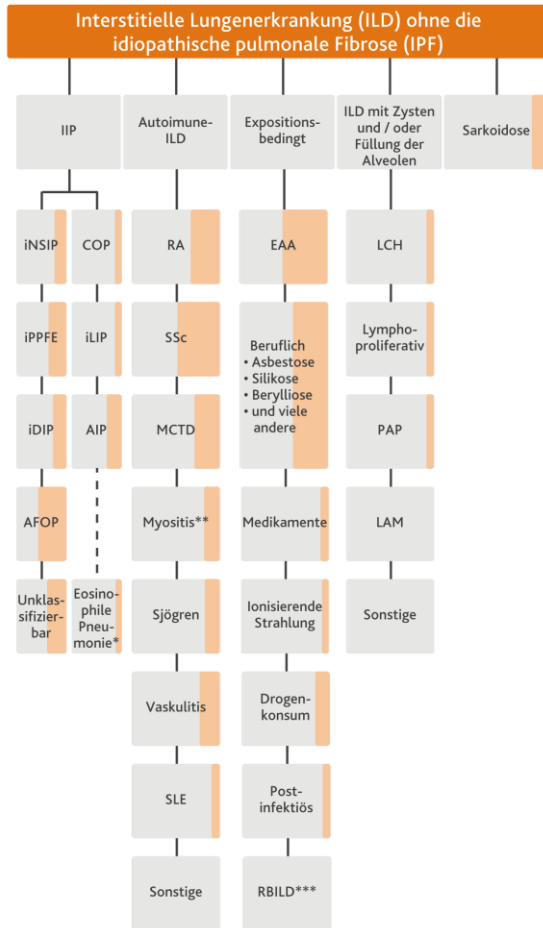 Interstitielle Lungenerkrankung (ILD) ohne die
idiopathische pulmonale Fibrose (IPF)
IIP
Autoimune-
ILD
Expositions-
bedingt
ILD mit Zysten
und / oder
Füllung der
Alveolen
Sarkoidose
iNSIP
COP
RA
EAA
LCH
iPPFE
iLIP
SSc
Beruflich
• Asbestose
• Silikose
• Berylliose
• und viele
andere
Lympho-
proliferativ
iDIP
AIP
MCTD
PAP
AFOP
Myositis**
Medikamente
LAM
Unklas-
sifizier-
bar
Eosino-
phile
Pneu-
monie*
Sjögren
Ionisierende
Strahlung
Sonstige
Vaskulitis
Drogen-
konsum
SLE
Post-
infektiös
Sonstige
RBILD***